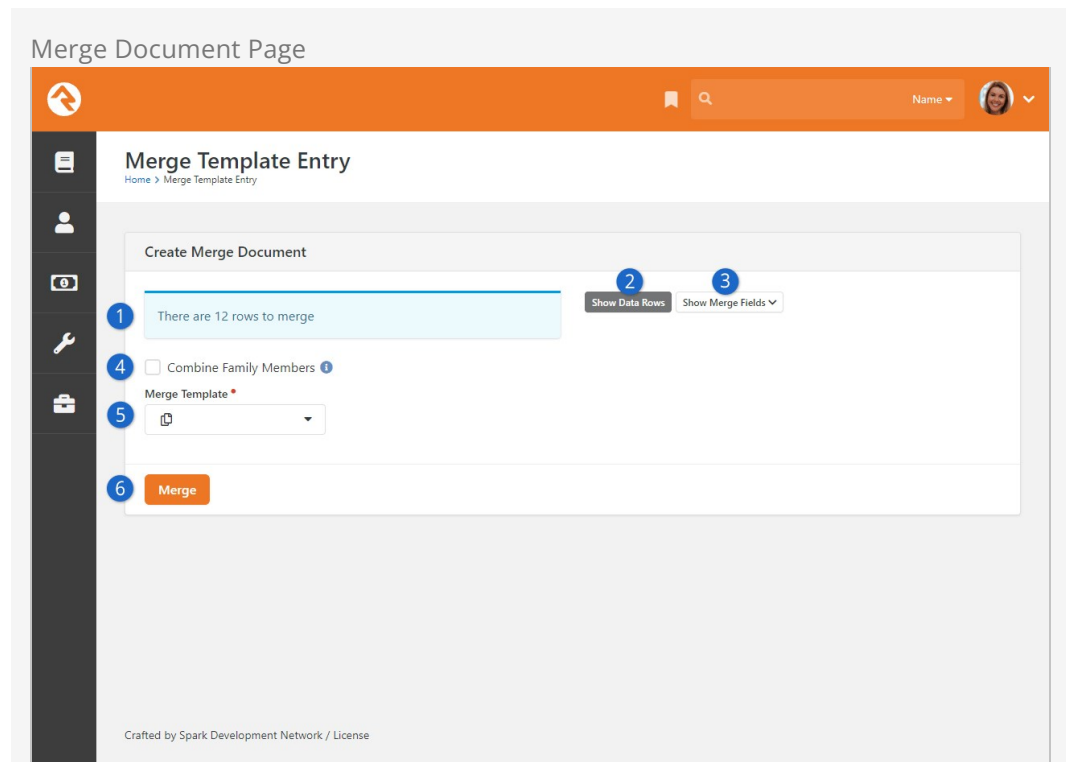 Merge Document Page
Name
Merge Template Entry
Home > Merge Template Entry
Create Merge Document
2 3
Show Data Rows Show Merge Fields
1 There are 12 rows to merge
4 Combine Family Members
Merge Template •
5
6 Merge
Crafted by Spark Development Network / License